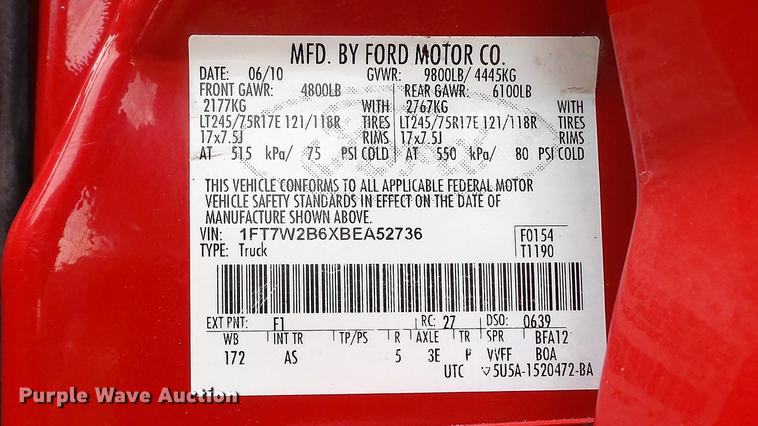 MFD. BY FORD MOTOR CO.
DATE: 06/10 GVWR: 9800LB/ 4445KG
FRONT GAWR: 4800LB REAR GAWR: 6100LB
2177KG WITH 2767KG WITH
LT245/75R17E 121/118R TIRES LT245/75R17E 121/118R TIRES
17x7.5J RIMS 17x7.5J RIMS
AT 515 kPa/ 75 PSI COLD AT 550 kPa/ 80 PSI COLD
THIS VEHICLE CONFORMS TO ALL APPLICABLE FEDERAL MOTOR
VEHICLE SAFETY STANDARDS IN EFFECT ON THE DATE OF
MANUFACTURE SHOWN ABOVE.
VIN: 1FT7W2B6XBEA52736 F0154
TYPE: Truck T1190
EXT PNT: F1 RC: 27 DSO: 0639
WB INT TR TP/PS R AXLE TR SPR BFA12
172 AS 5 3E P VVFF BOA
UTC 5U5A-1520472-BA
Purple Wave Auction